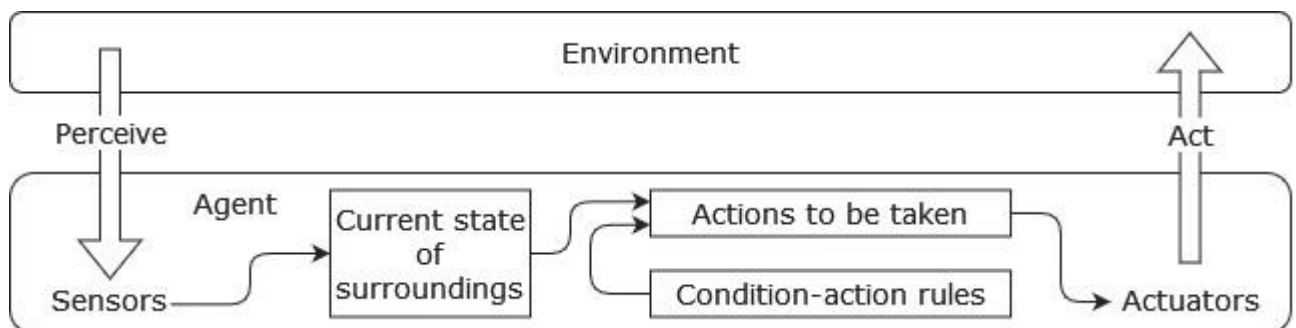 Environment
Perceive
Act
Agent
Current state
of
surroundings
Actions to be taken
Condition-action rules
Sensors
Actuators